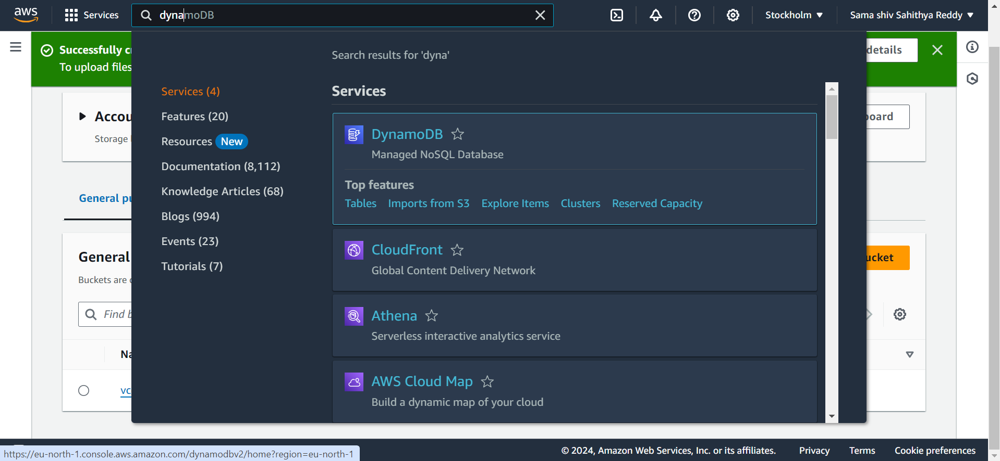 aws
Services
dynamoDB
Stockholm ▼
Sama shiv Sahithya Reddy ▼
Successfully
To upload files
details
Search results for 'dyna'
Services (4)
Features (20)
Resources New
Documentation (8,112)
Knowledge Articles (68)
Blogs (994)
Events (23)
Tutorials (7)
Services
DynamoDB
Managed NoSQL Database
Top features
Tables Imports from S3 Explore Items Clusters Reserved Capacity
CloudFront
Global Content Delivery Network
Athena
Serverless interactive analytics service
AWS Cloud Map
Build a dynamic map of your cloud
Storage
General
General
Buckets are
Find
© 2024, Amazon Web Services, Inc. or its affiliates.
Privacy
Terms
Cookie preferences
https://eu-north-1.console.aws.amazon.com/dynamodbv2/home?region=eu-north-1